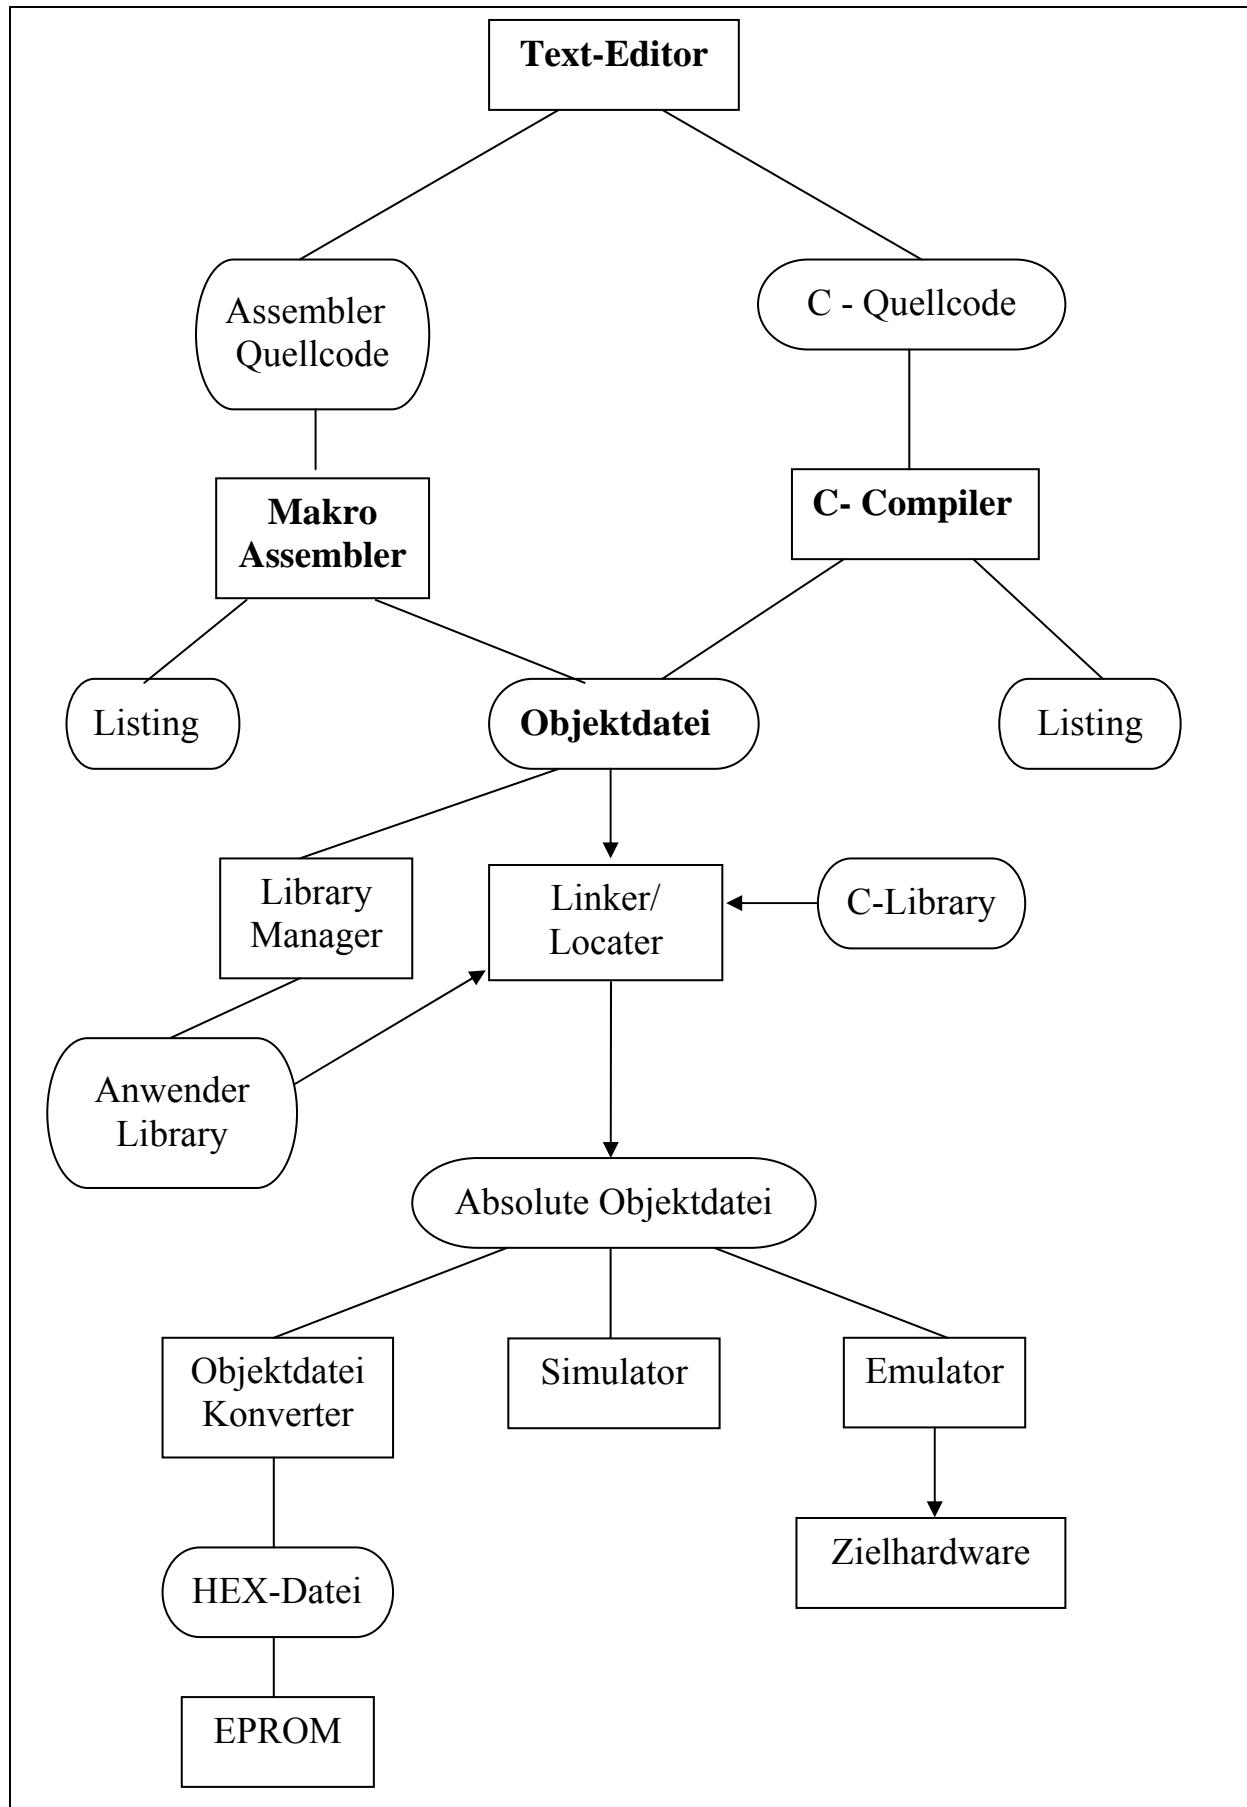 Text-Editor
Assembler
Quellcode
C - Quellcode
Makro
Assembler
C- Compiler
Listing
Objektdatei
Listing
Library
Manager
Linker/
Locater
C-Library
Anwender
Library
Absolute Objektdatei
Objektdatei
Konverter
Simulator
Emulator
Zielhardware
HEX-Datei
EPROM